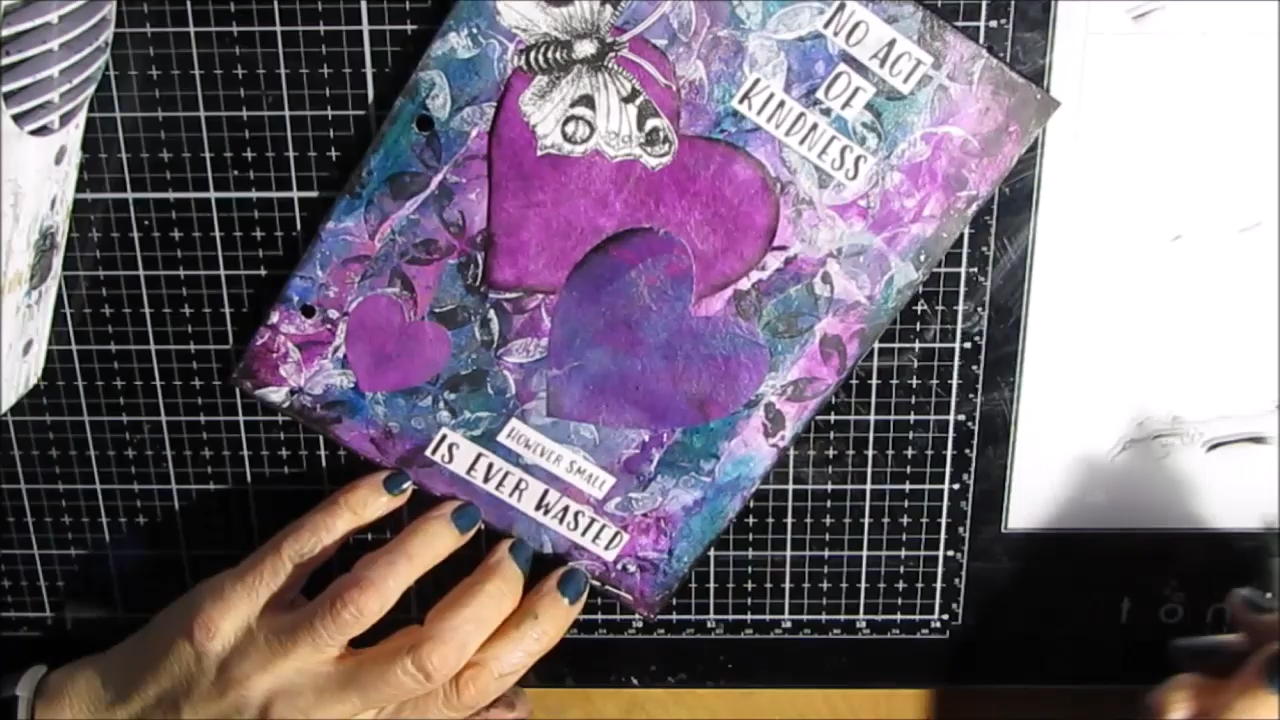 NO ACT
OF
KINDNESS
HOWEVER SMALL
IS EVER WASTED